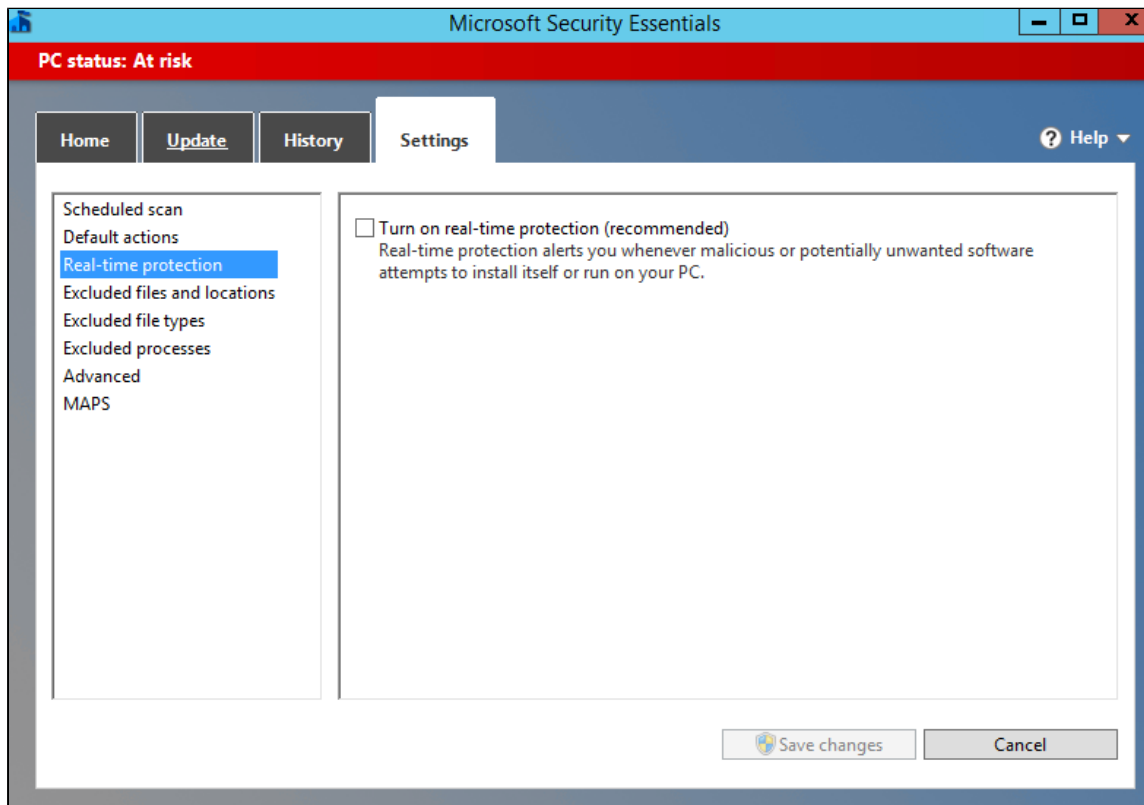 Microsoft Security Essentials
PC status: At risk
Home
Update
History
Settings
Help
Scheduled scan
Default actions
Real-time protection
Excluded files and locations
Excluded file types
Excluded processes
Advanced
MAPS
Turn on real-time protection (recommended)
Real-time protection alerts you whenever malicious or potentially unwanted software
attempts to install itself or run on your PC.
Save changes
Cancel